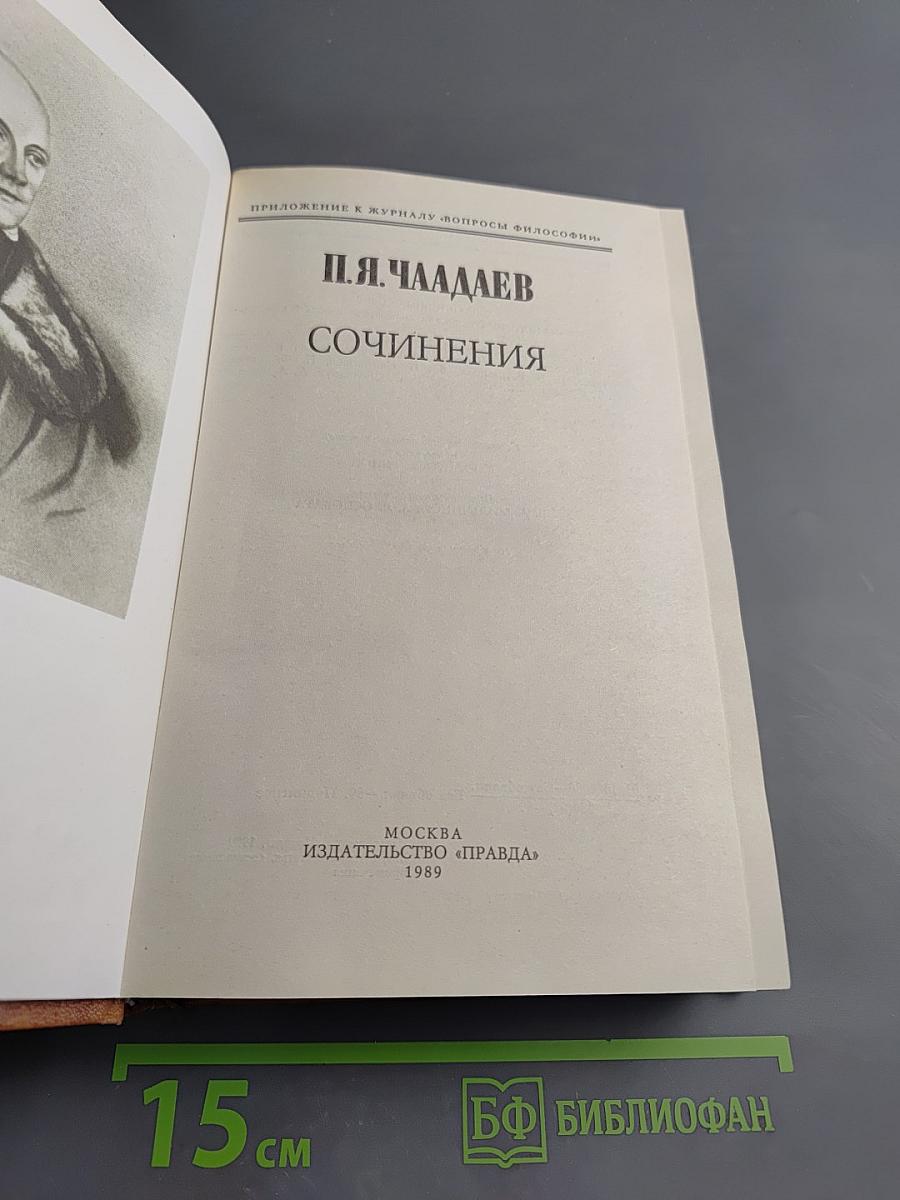 ПРИЛОЖЕНИЕ К ЖУРНАЛУ «ВОПРОСЫ ФИЛОСОФИИ»
П.Я.ЧААДАЕВ
СОЧИНЕНИЯ
МОСКВА
ИЗДАТЕЛЬСТВО «ПРАВДА»
1989
15 см
БФ БИБЛИОФАН